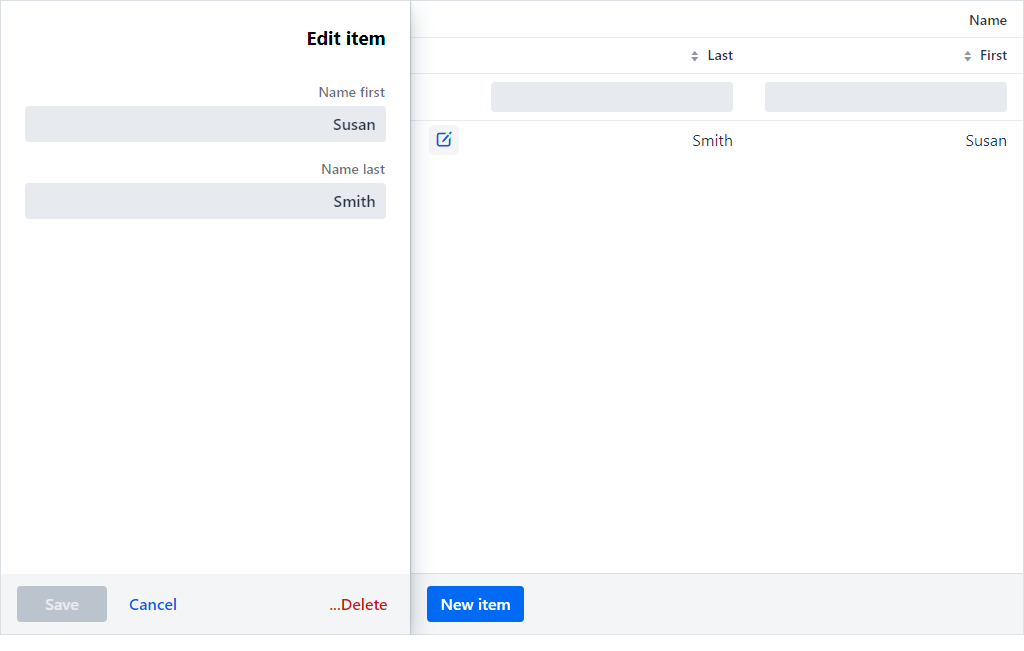 Edit item
Name first
Susan
Name last
Smith
Save
Cancel
...Delete
Name
Last
First
Smith
Susan
New item